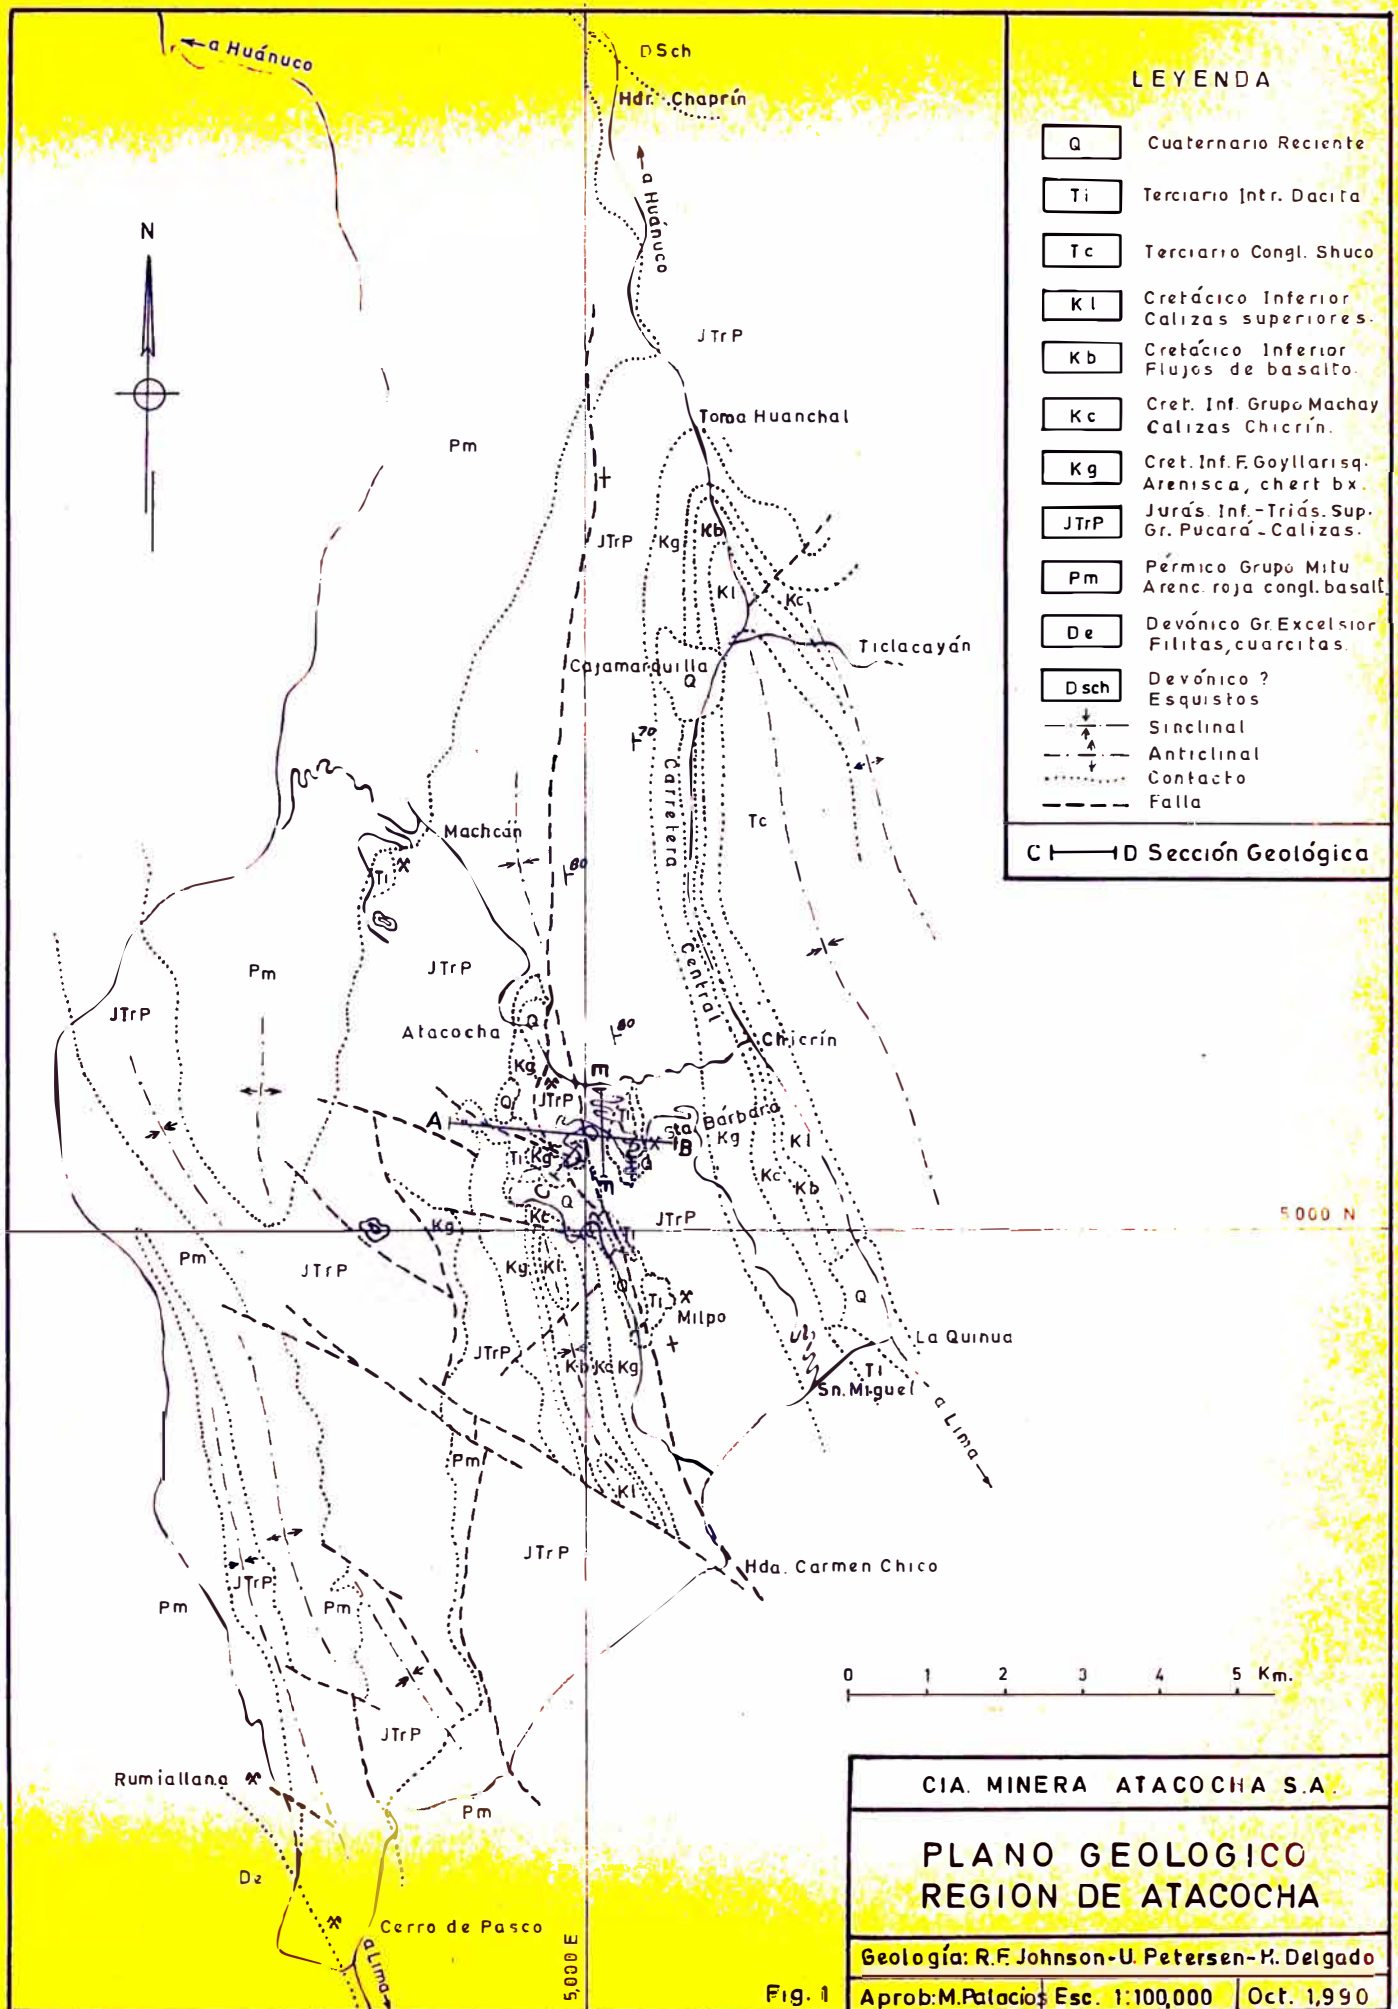 a Huánuco
DSch
Hdr. Chaprín
a Huánuco
N
JTrP
Pm
Toma Huanchal
JTrP
Kg
Kb
Kl
Kc
Ticlacayán
Cajamarquilla
Q
70
Carretera
Central
Tc
Machcan
Ti
80
Pm
JTrP
JTrP
Atacocha
Q
80
Chicrín
Kg
E
Q
JTrP
Ti
A
Sta. Bárbara
B
Kg
Kl
Ti
Kg
Q
Kc
Kb
C
Q
F
Kg
Kc
JTrP
5000 N
Pm
JTrP
Kg
Kl
Ti
Q
Ti
Milpo
Q
La Quinua
JTrP
Kb
Kc
Kg
Ti
Sn. Miguel
a Lima
Pm
Kl
JTrP
Hda. Carmen Chico
JTrP
Pm
Pm
JTrP
Rumiallana
Pm
De
Cerro de Pasco
a Lima
5,000 E
Fig. 1
LEYENDA
Q Cuaternario Reciente
Ti Terciario Intr. Dacita
Tc Terciario Congl. Shuco
Kl Cretácico Inferior
Calizas superiores.
Kb Cretácico Inferior
Flujos de basalto.
Kc Cret. Inf. Grupo Machay
Calizas Chicrín.
Kg Cret. Inf. F. Goyllarisq.
Arenisca, chert bx.
JTrP Jurás. Inf.-Triás. Sup.
Gr. Pucará - Calizas.
Pm Pérmico Grupo Mitu
Arenc. roja congl. basalt.
De Devónico Gr. Excelsior
Filitas, cuarcitas.
Dsch Devónico ?
Esquistos
Sinclinal
Anticlinal
Contacto
Falla
C D Sección Geológica
0 1 2 3 4 5 Km.
CIA. MINERA ATACOCHA S.A.
PLANO GEOLOGICO
REGION DE ATACOCHA
Geología: R.F. Johnson-U. Petersen-H. Delgado
Aprob: M. Palacios Esc. 1:100,000 Oct. 1,990